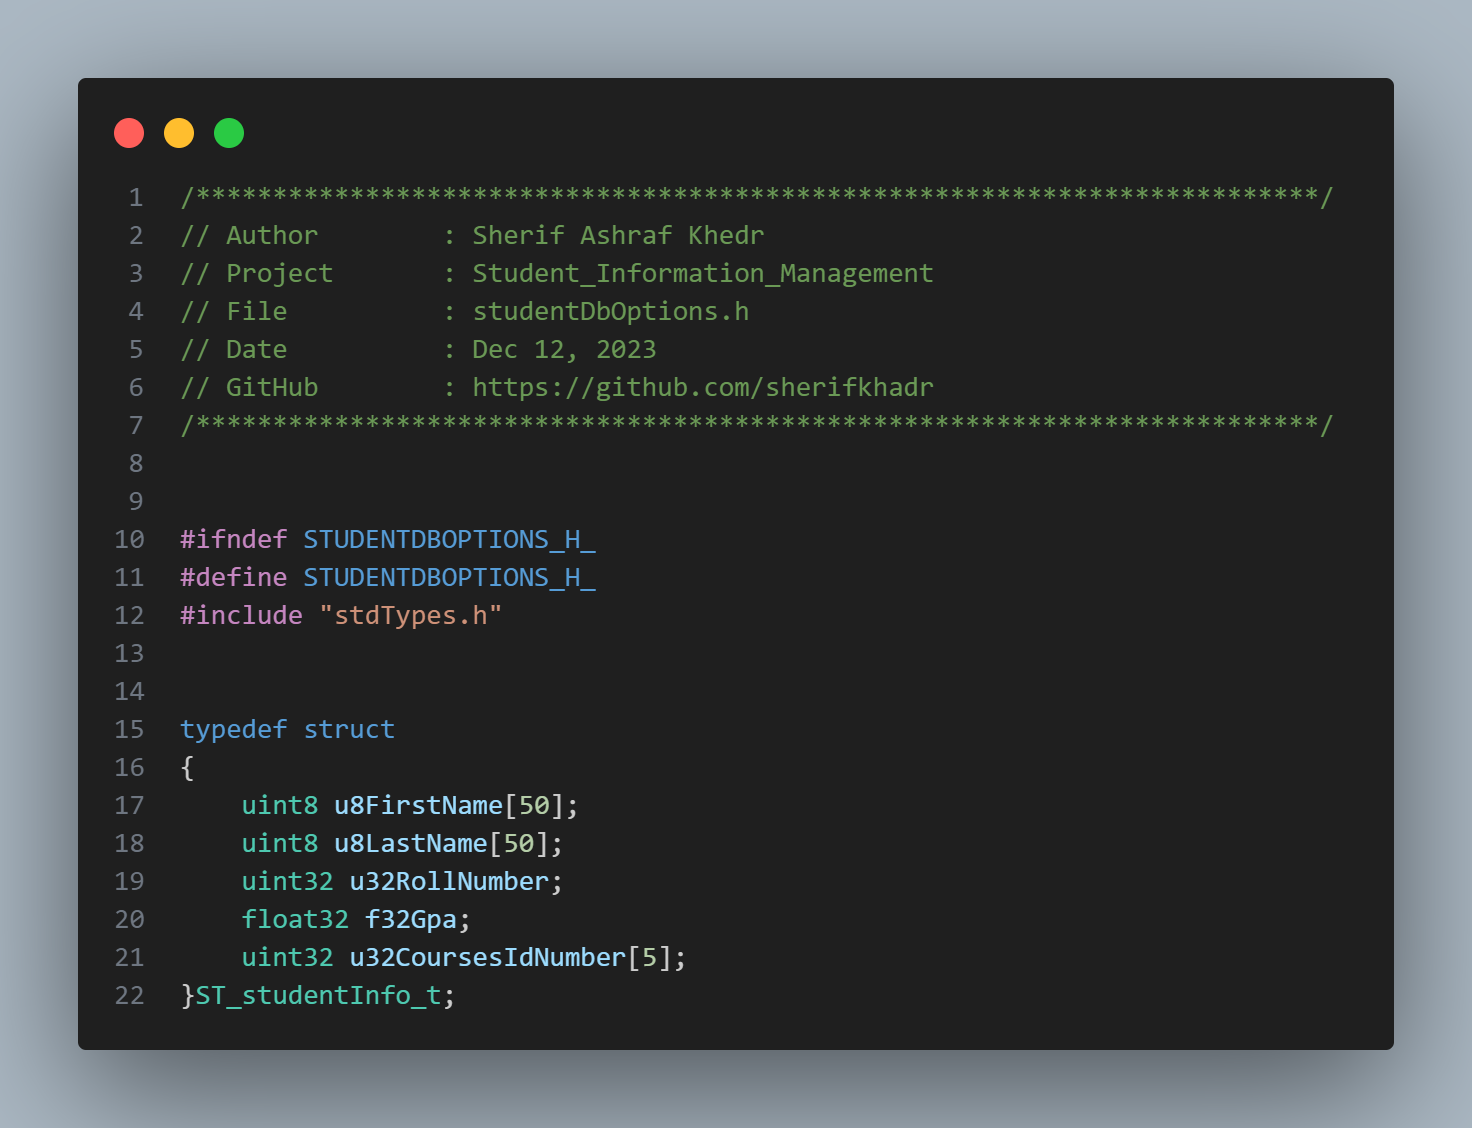 1 /*************************************************************************/
2 // Author        : Sherif Ashraf Khedr
3 // Project       : Student_Information_Management
4 // File          : studentDbOptions.h
5 // Date          : Dec 12, 2023
6 // GitHub        : https://github.com/sherifkhadr
7 /*************************************************************************/
8
9
10 #ifndef STUDENTDBOPTIONS_H_
11 #define STUDENTDBOPTIONS_H_
12 #include "stdTypes.h"
13
14
15 typedef struct
16 {
17     uint8 u8FirstName[50];
18     uint8 u8LastName[50];
19     uint32 u32RollNumber;
20     float32 f32Gpa;
21     uint32 u32CoursesIdNumber[5];
22 }ST_studentInfo_t;